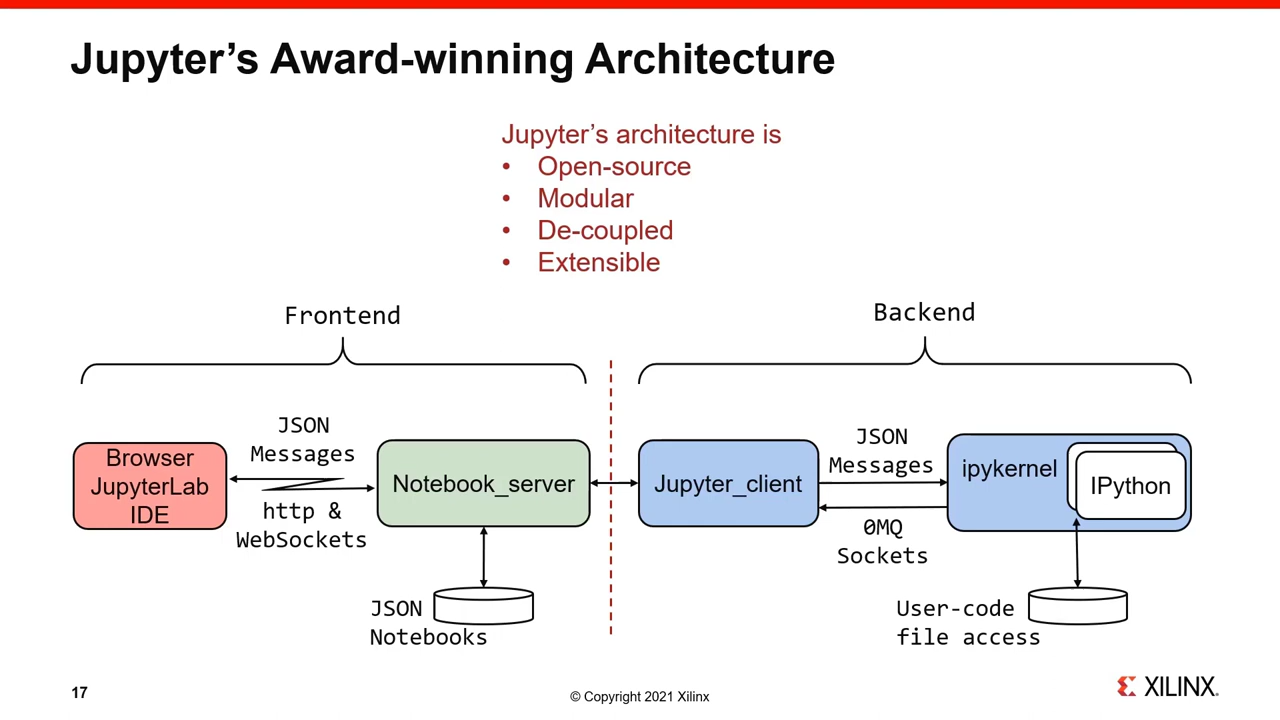 Jupyter’s Award-winning Architecture
Jupyter’s architecture is
• Open-source
• Modular
• De-coupled
• Extensible
Frontend
Backend
Browser
JupyterLab
IDE
JSON
Messages
http &
WebSockets
Notebook_server
Jupyter_client
JSON
Messages
0MQ
Sockets
ipykernel
IPython
JSON
Notebooks
User-code
file access
17
© Copyright 2021 Xilinx
XILINX.